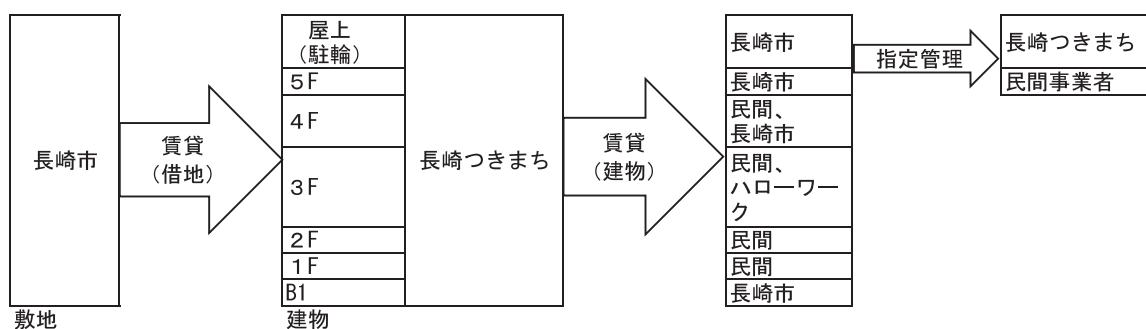 長崎市
敷地
賃貸
(借地)
屋上
(駐輪)
5F
4F
3F
2F
1F
B1
長崎つきまち
建物
賃貸
(建物)
長崎市
長崎市
民間、
長崎市
民間、
ハローワー
ク
民間
民間
長崎市
指定管理
長崎つきまち
民間事業者